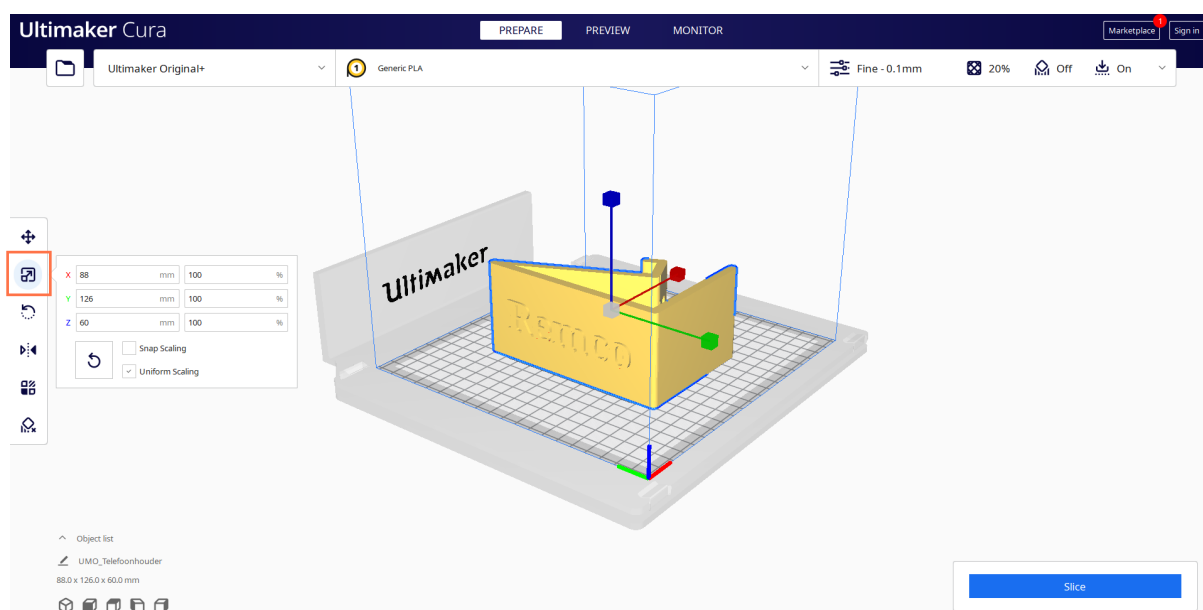 Ultimaker Cura
PREPARE PREVIEW MONITOR
Marketplace 1 Sign in
Ultimaker Original+
1 Generic PLA
Fine - 0.1mm 20% Off On
Ultimaker
Remco
X 88 mm 100 %
Y 126 mm 100 %
Z 60 mm 100 %
Snap Scaling
Uniform Scaling
Object list
UMO_Telefoonhouder
88.0 x 126.0 x 60.0 mm
Slice